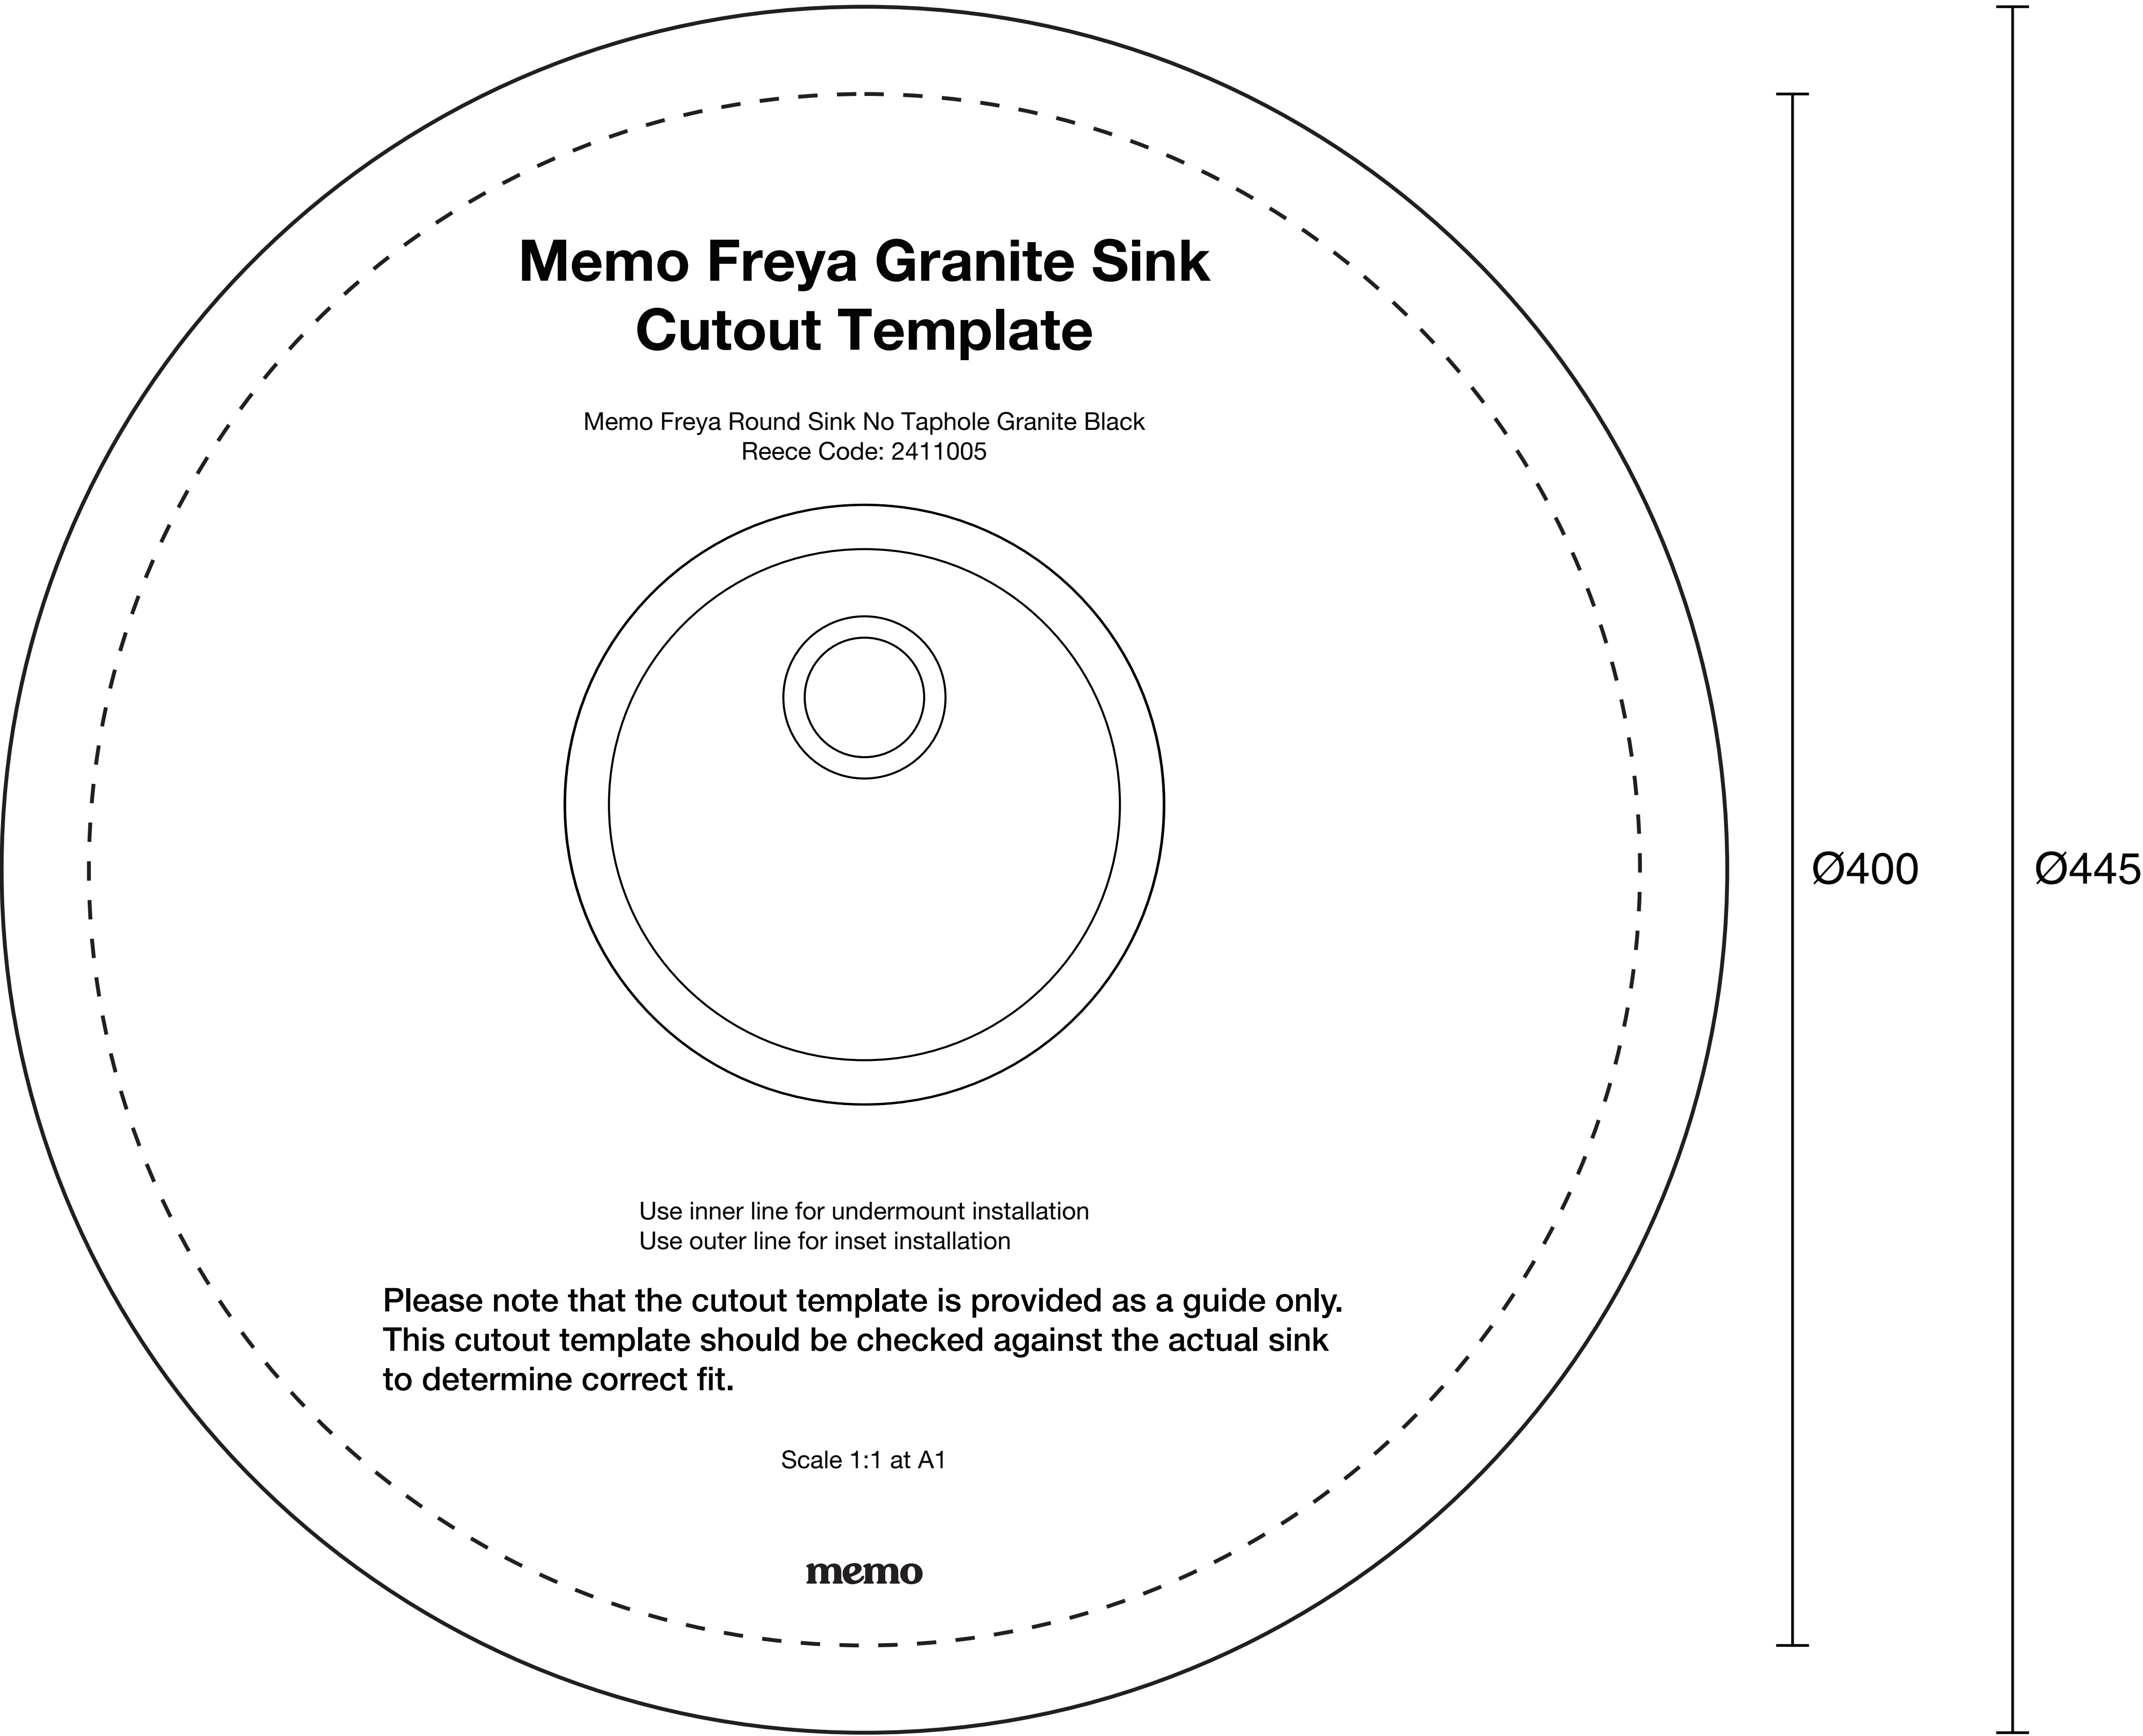 Memo Freya Granite Sink
Cutout Template
Memo Freya Round Sink No Taphole Granite Black
Reece Code: 2411005
Ø400
Ø445
Use inner line for undermount installation
Use outer line for inset installation
Please note that the cutout template is provided as a guide only.
This cutout template should be checked against the actual sink
to determine correct fit.
Scale 1:1 at A1
memo